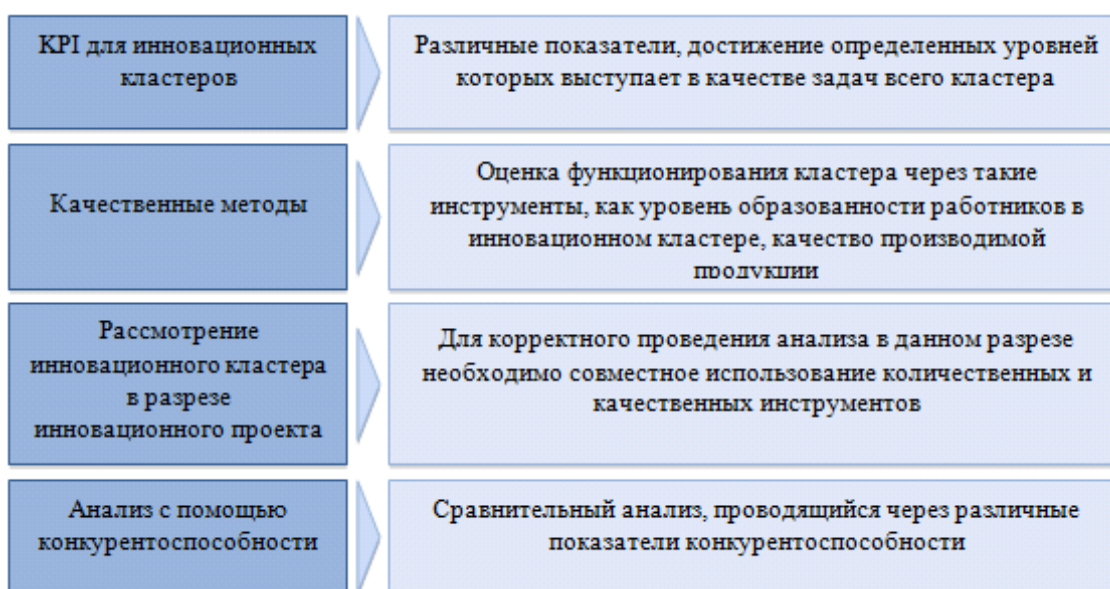 KPI для инновационных
кластеров
Различные показатели, достижение определенных уровней
которых выступает в качестве задач всего кластера
Качественные методы
Оценка функционирования кластера через такие
инструменты, как уровень образованности работников в
инновационном кластере, качество производимой
продукции
Рассмотрение
инновационного кластера
в разрезе
инновационного проекта
Для корректного проведения анализа в данном разрезе
необходимо совместное использование количественных и
качественных инструментов
Анализ с помощью
конкурентоспособности
Сравнительный анализ, проводящийся через различные
показатели конкурентоспособности